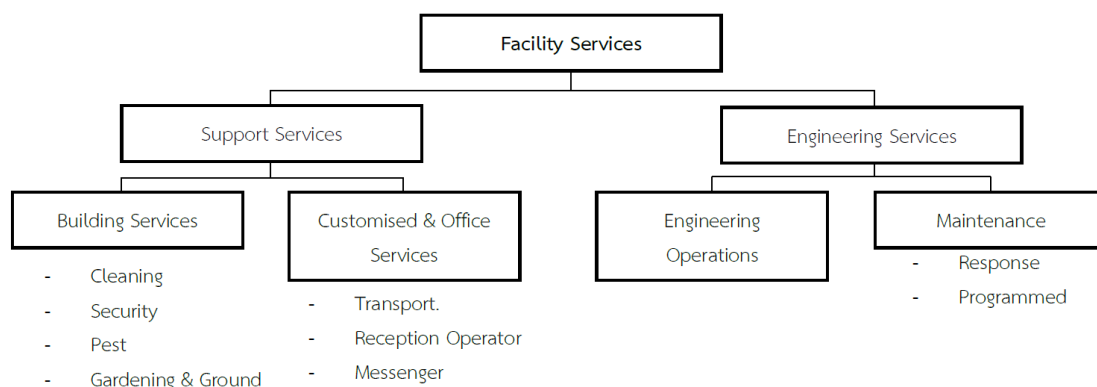 Facility Services
Support Services
Engineering Services
Building Services
Customised & Office
Services
Engineering
Operations
Maintenance
- Cleaning
- Security
- Pest
- Gardening & Ground
- Transport.
- Reception Operator
- Messenger
- Response
- Programmed